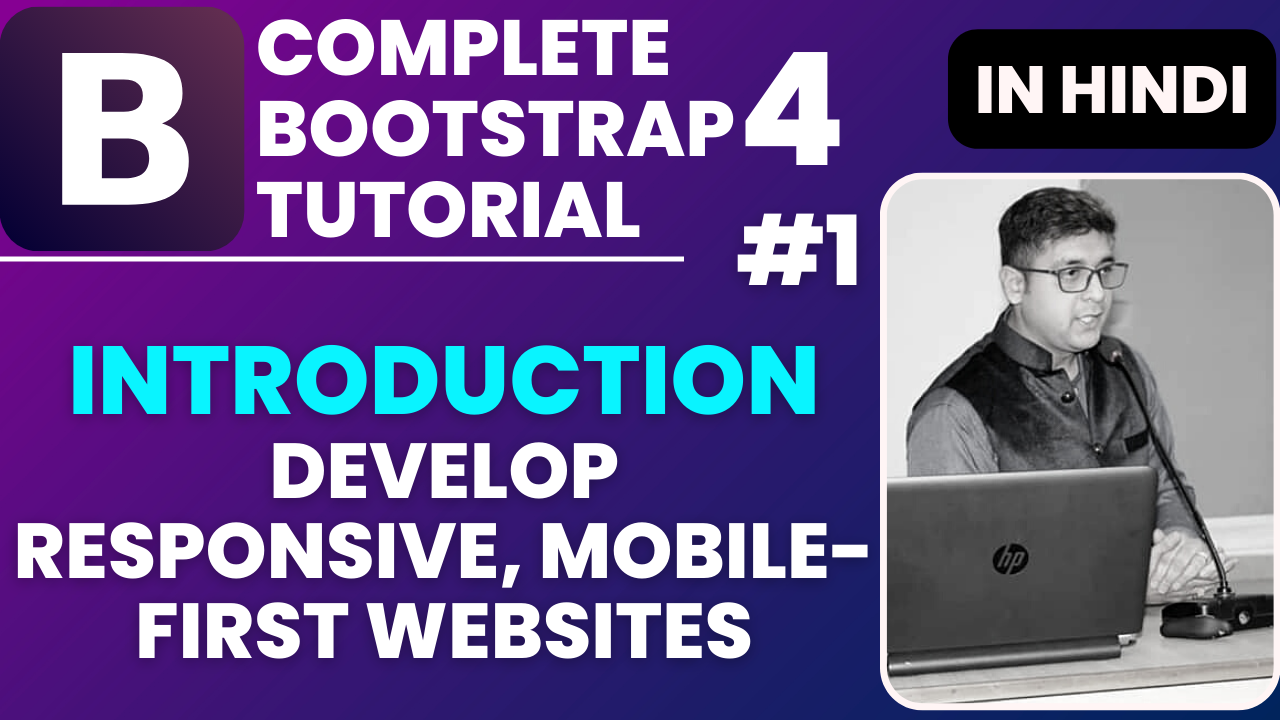 B
COMPLETE
BOOTSTRAP 4
TUTORIAL
#1
IN HINDI
INTRODUCTION
DEVELOP
RESPONSIVE, MOBILE-
FIRST WEBSITES
hp